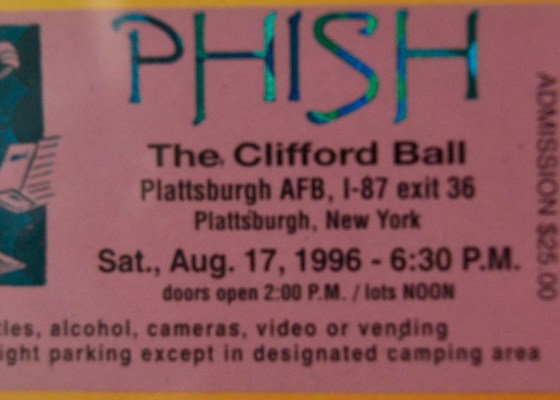 PHISH
The Clifford Ball
Plattsburgh AFB, I-87 exit 36
Plattsburgh, New York
Sat., Aug. 17, 1996 - 6:30 P.M.
doors open 2:00 P.M. / lots NOON
alcohol, cameras, video or vending
parking except in designated camping area
ADMISSION $25.00